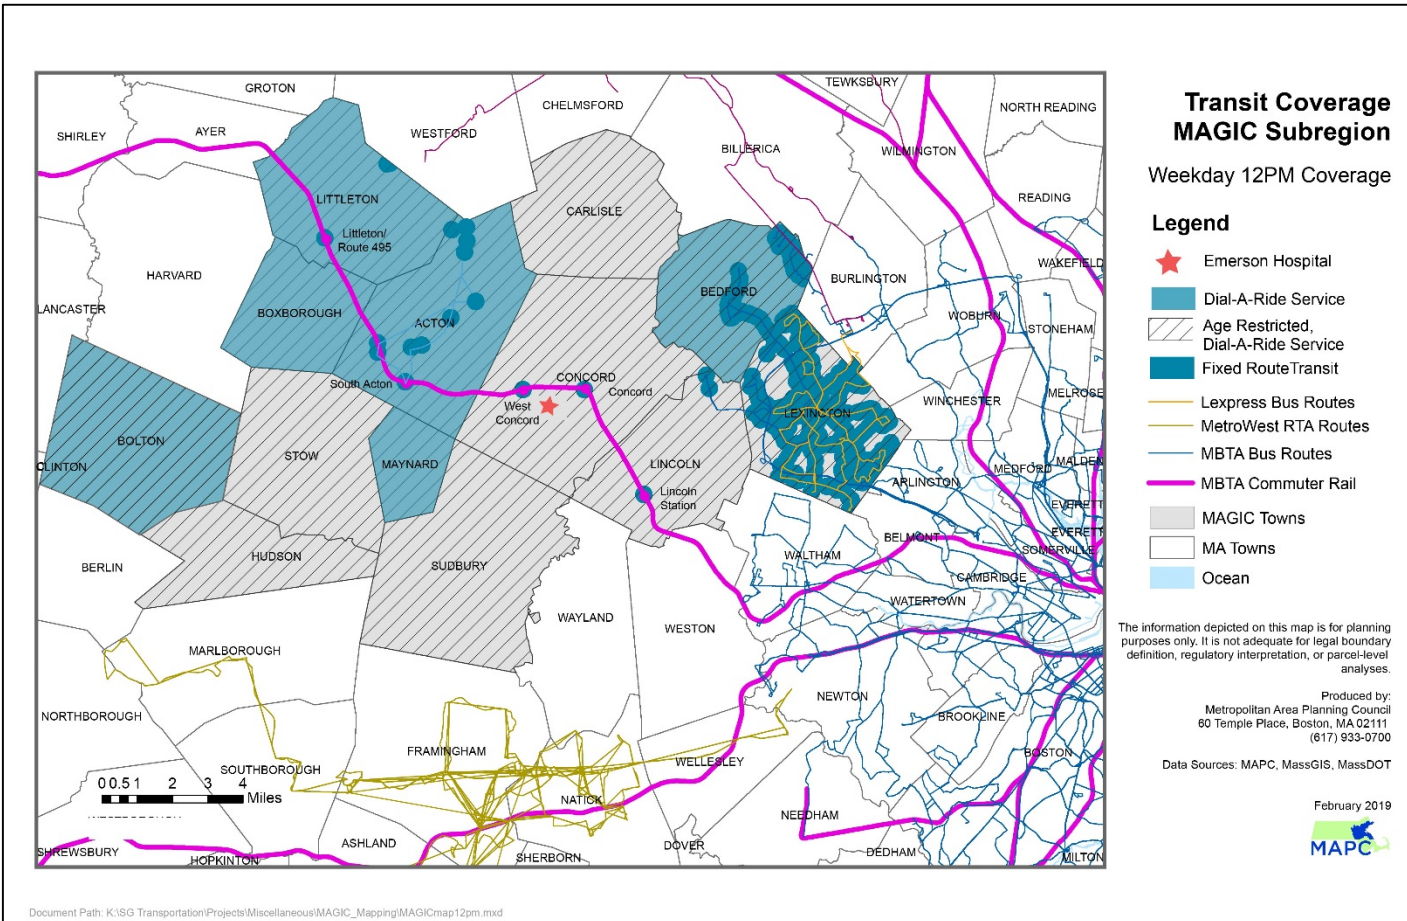 Transit Coverage
MAGIC Subregion
Weekday 12PM Coverage
Legend
Emerson Hospital
Dial-A-Ride Service
Age Restricted,
Dial-A-Ride Service
Fixed RouteTransit
Lexpress Bus Routes
MetroWest RTA Routes
MBTA Bus Routes
MBTA Commuter Rail
MAGIC Towns
MA Towns
Ocean
The information depicted on this map is for planning
purposes only. It is not adequate for legal boundary
definition, regulatory interpretation, or parcel-level
analyses.
Produced by:
Metropolitan Area Planning Council
60 Temple Place, Boston, MA 02111
(617) 933-0700
Data Sources: MAPC, MassGIS, MassDOT
February 2019
MAPC
GROTON
TEWKSBURY
CHELMSFORD
NORTH READING
SHIRLEY
AYER
WESTFORD
BILLERICA
WILMINGTON
LITTLETON
READING
CARLISLE
Littleton/
Route 495
HARVARD
WAKEFIELD
BURLINGTON
BEDFORD
LANCASTER
BOXBOROUGH
ACTON
WOBURN
STONEHAM
South Acton
CONCORD
Concord
West
Concord
WINCHESTER
MELROSE
LEXINGTON
BOLTON
STOW
MAYNARD
LINCOLN
CLINTON
MEDFORD
MALDEN
ARLINGTON
Lincoln
Station
EVERETT
EVERETT
BELMONT
SOMERVILLE
HUDSON
WALTHAM
BERLIN
SUDBURY
CAMBRIDGE
WATERTOWN
WAYLAND
WESTON
MARLBOROUGH
NEWTON
NORTHBOROUGH
BROOKLINE
FRAMINGHAM
BOSTON
SOUTHBOROUGH
WELLESLEY
0 0.5 1 2 3 4
Miles
NATICK
NEEDHAM
ASHLAND
DOVER
SHREWSBURY
HOPKINTON
SHERBORN
DEDHAM
MILTON
Document Path: K:\SG Transportation\Projects\Miscellaneous\MAGIC_Mapping\MAGICmap12pm.mxd